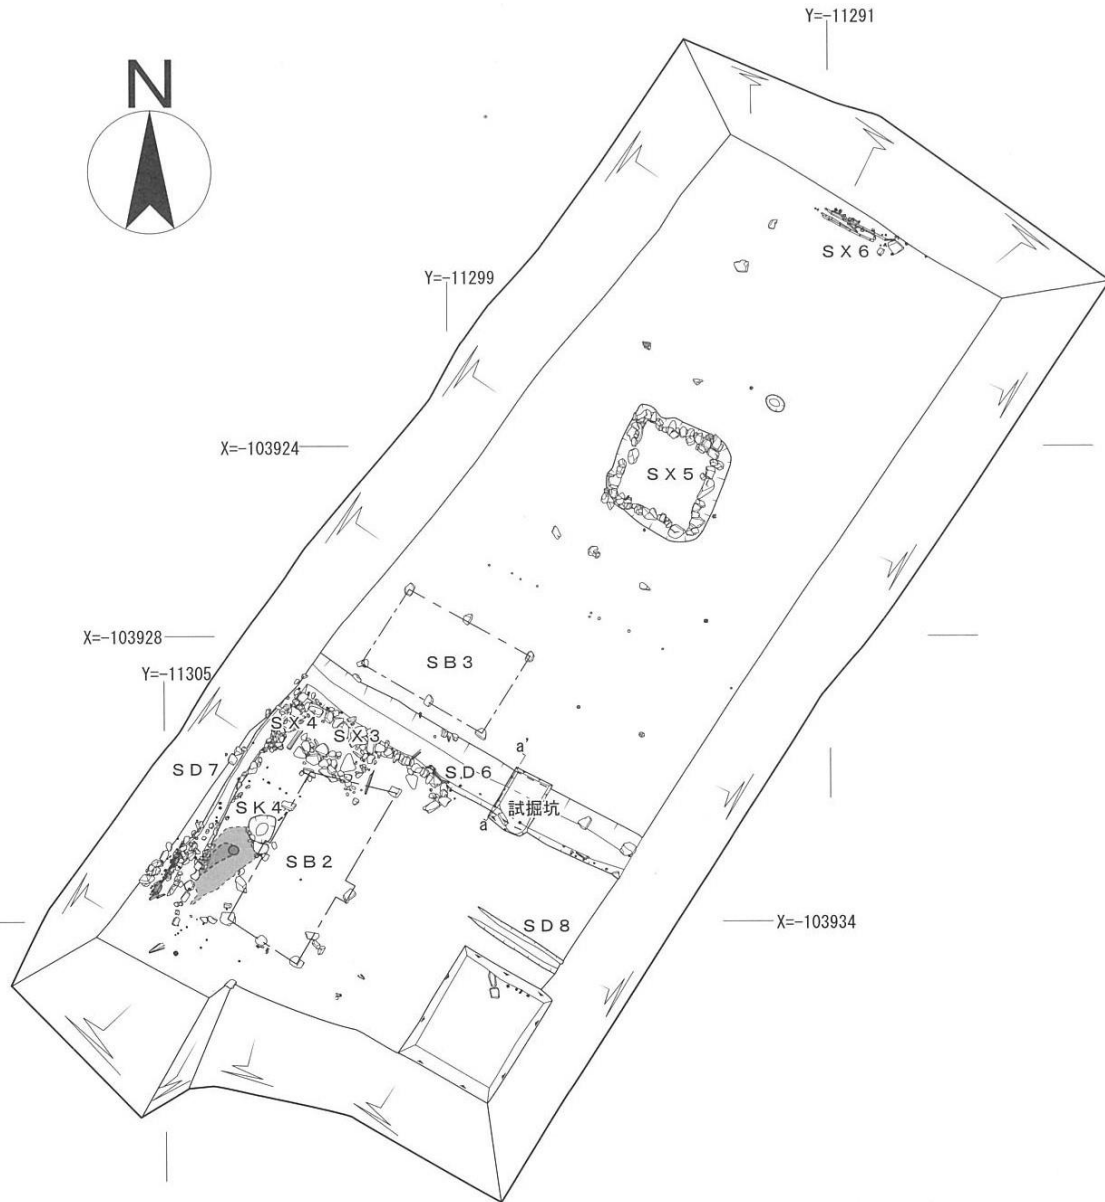 Y=-11291
N
SX6
Y=-11299
X=-103924
SX5
X=-103928
SB3
Y=-11305
SX4
SX3
a'
SD7
SD6
SK4
試掘坑
a
SB2
X=-103934
SD8